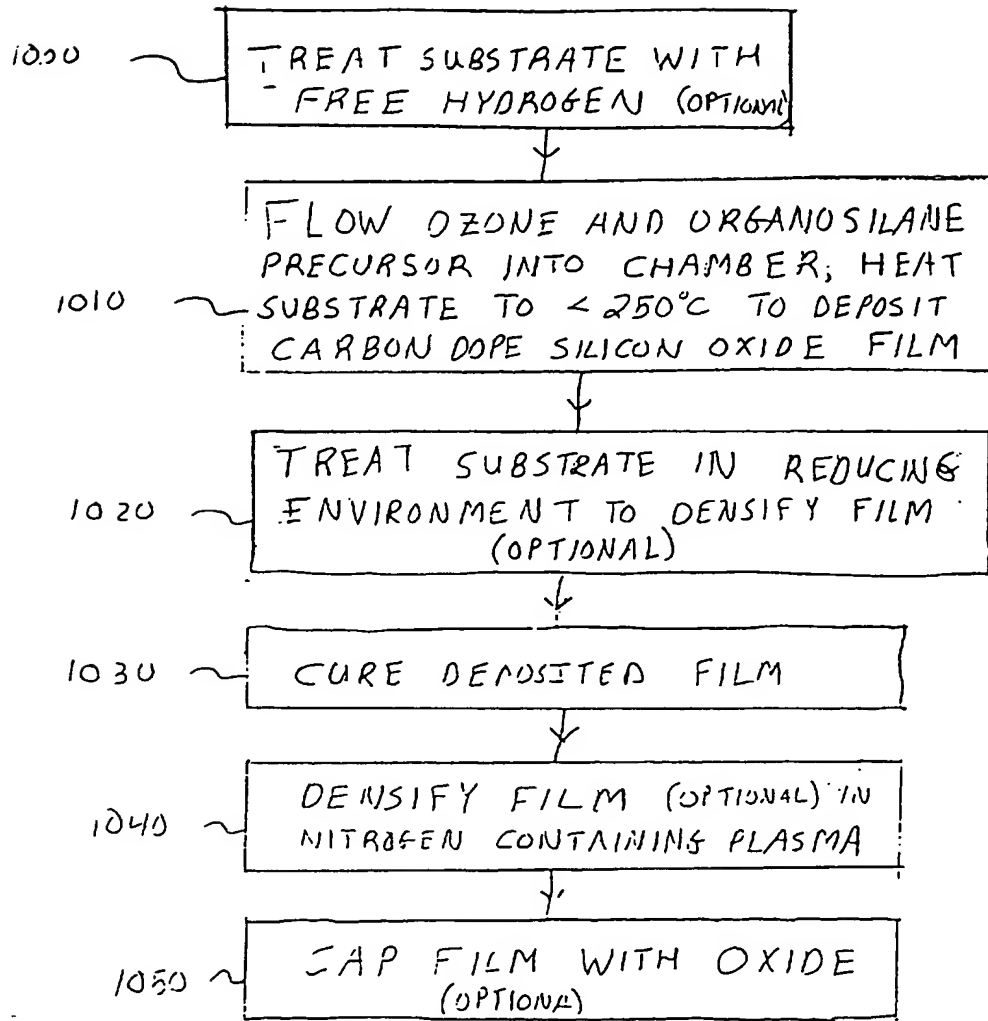 1000
TREAT SUBSTRATE WITH
FREE HYDROGEN (OPTIONAL)
1010
FLOW OZONE AND ORGANOSILANE
PRECURSOR INTO CHAMBER; HEAT
SUBSTRATE TO < 250°C TO DEPOSIT
CARBON DOPE SILICON OXIDE FILM
1020
TREAT SUBSTRATE IN REDUCING
ENVIRONMENT TO DENSIFY FILM
(OPTIONAL)
1030
CURE DEPOSITED FILM
1040
DENSIFY FILM (OPTIONAL) IN
NITROGEN CONTAINING PLASMA
1050
CAP FILM WITH OXIDE
(OPTIONAL)